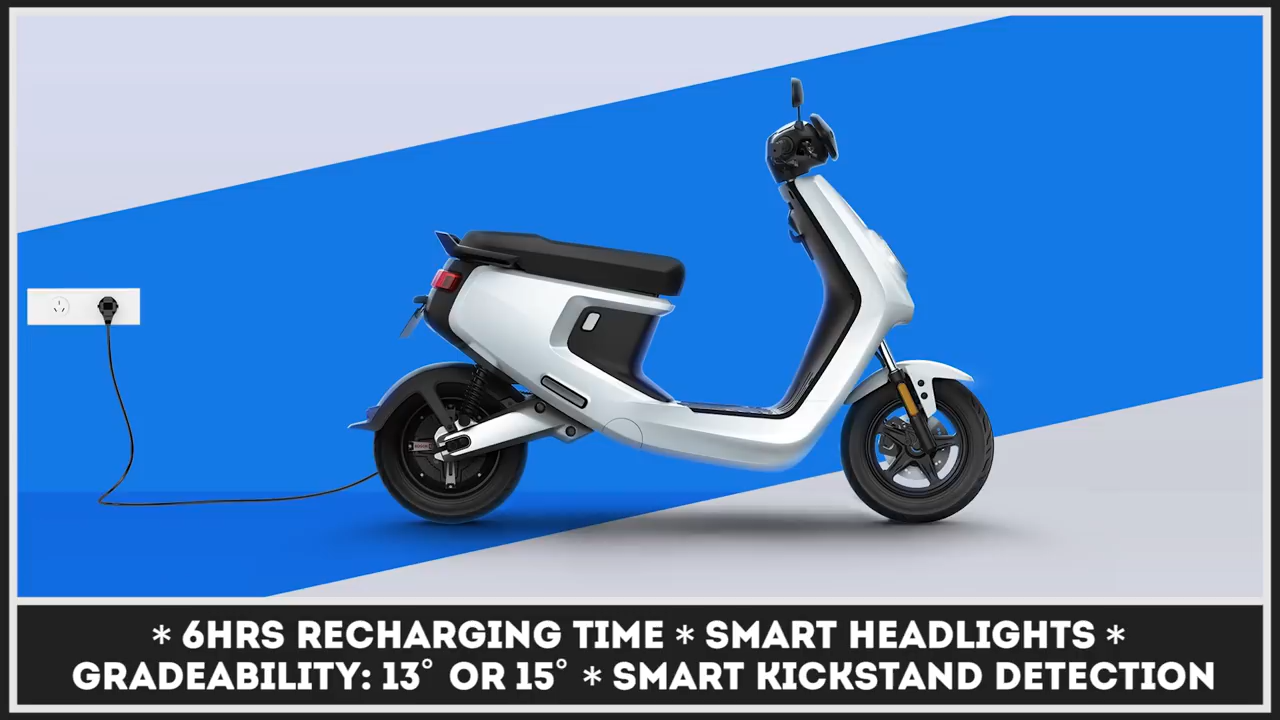 * 6HRS RECHARGING TIME * SMART HEADLIGHTS *
GRADEABILITY: 13° OR 15° * SMART KICKSTAND DETECTION